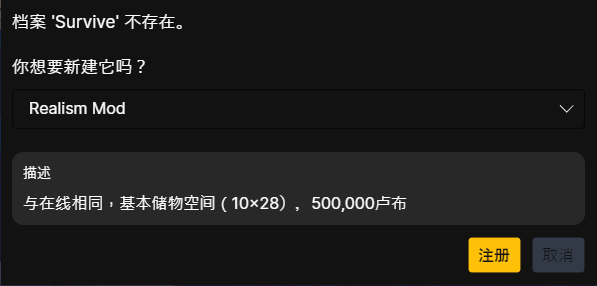 档案 'Survive' 不存在。
你想要新建它吗？
Realism Mod
描述
与在线相同，基本储物空间（10×28），500,000卢布
注册
取消